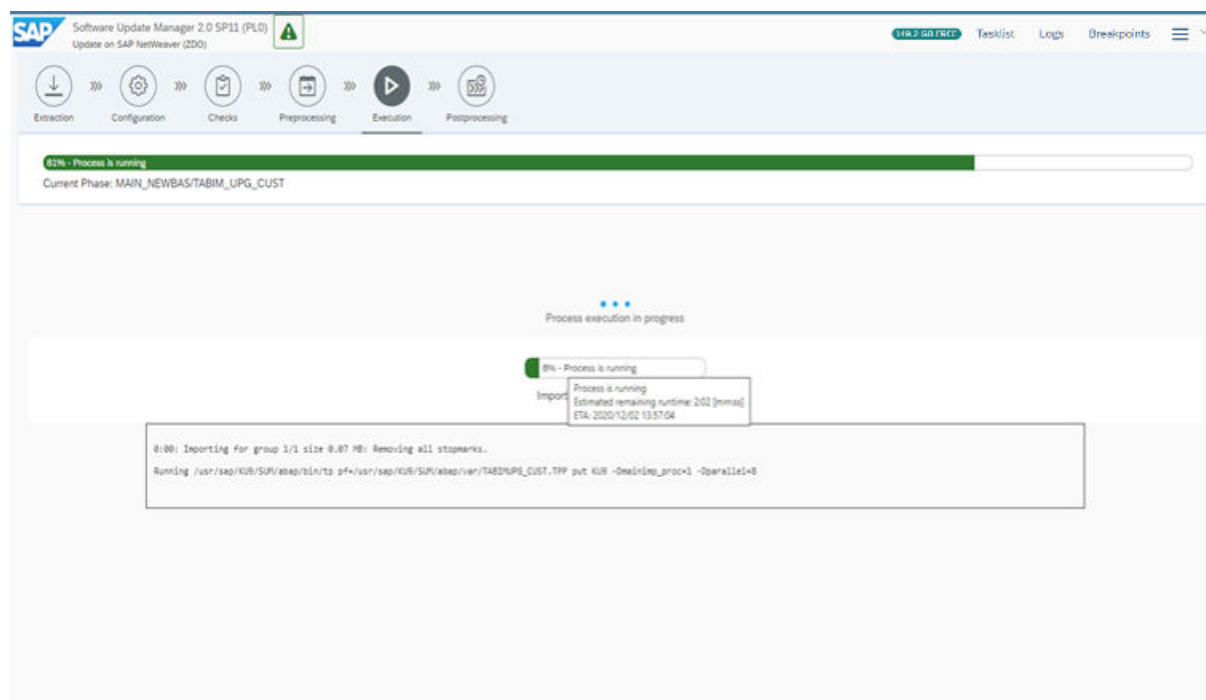 SAP
Software Update Manager 2.0 SP11 (PL0)
Update on SAP NetWeaver (ZDO)
149.2 GB FREE
Tasklist
Logs
Breakpoints
Extraction
Configuration
Checks
Preprocessing
Execution
Postprocessing
81% - Process is running
Current Phase: MAIN_NEWBAS/TABIM_UPG_CUST
Process execution in progress
8% - Process is running
Import
Process is running
Estimated remaining runtime: 2:02 [mm:ss]
ETA: 2020/12/02 13:57:04
0:00: Importing for group 1/1 size 0.07 MB: Removing all stopmarks.
Running /usr/sap/KU9/SUM/abap/bin/tp pf=/usr/sap/KU9/SUM/abap/var/TABIMUPG_CUST.TPP put KU9 -Dmainimp_proc=1 -Dparallel=8